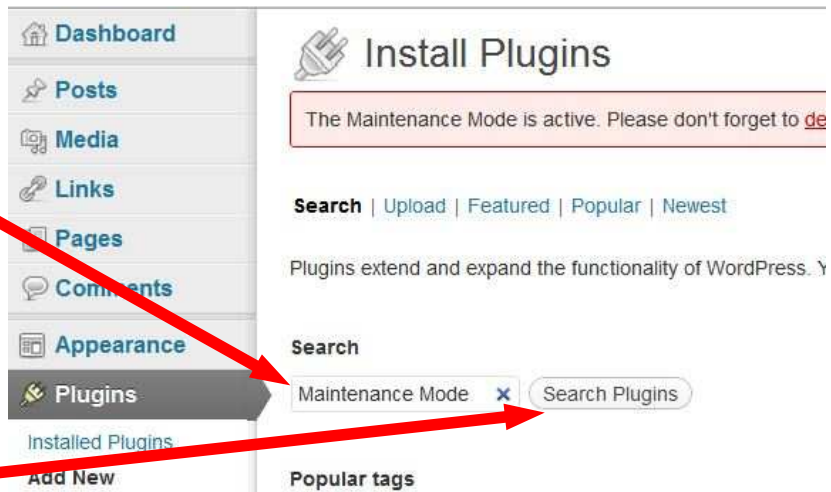 Dashboard
Posts
Media
Links
Pages
Comments
Appearance
Plugins
Installed Plugins
Add New
Install Plugins
The Maintenance Mode is active. Please don't forget to de
Search | Upload | Featured | Popular | Newest
Plugins extend and expand the functionality of WordPress. Y
Search
Maintenance Mode x Search Plugins
Popular tags